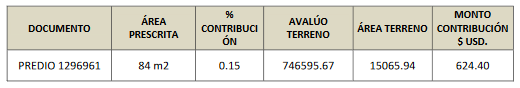 DOCUMENTO ÁREA PRESCRITA % CONTRIBUCI ÓN AVALÚO TERRENO ÁREA TERRENO MONTO CONTRIBUCIÓN $ USD.
PREDIO 1296961 84 m2 0.15 746595.67 15065.94 624.40